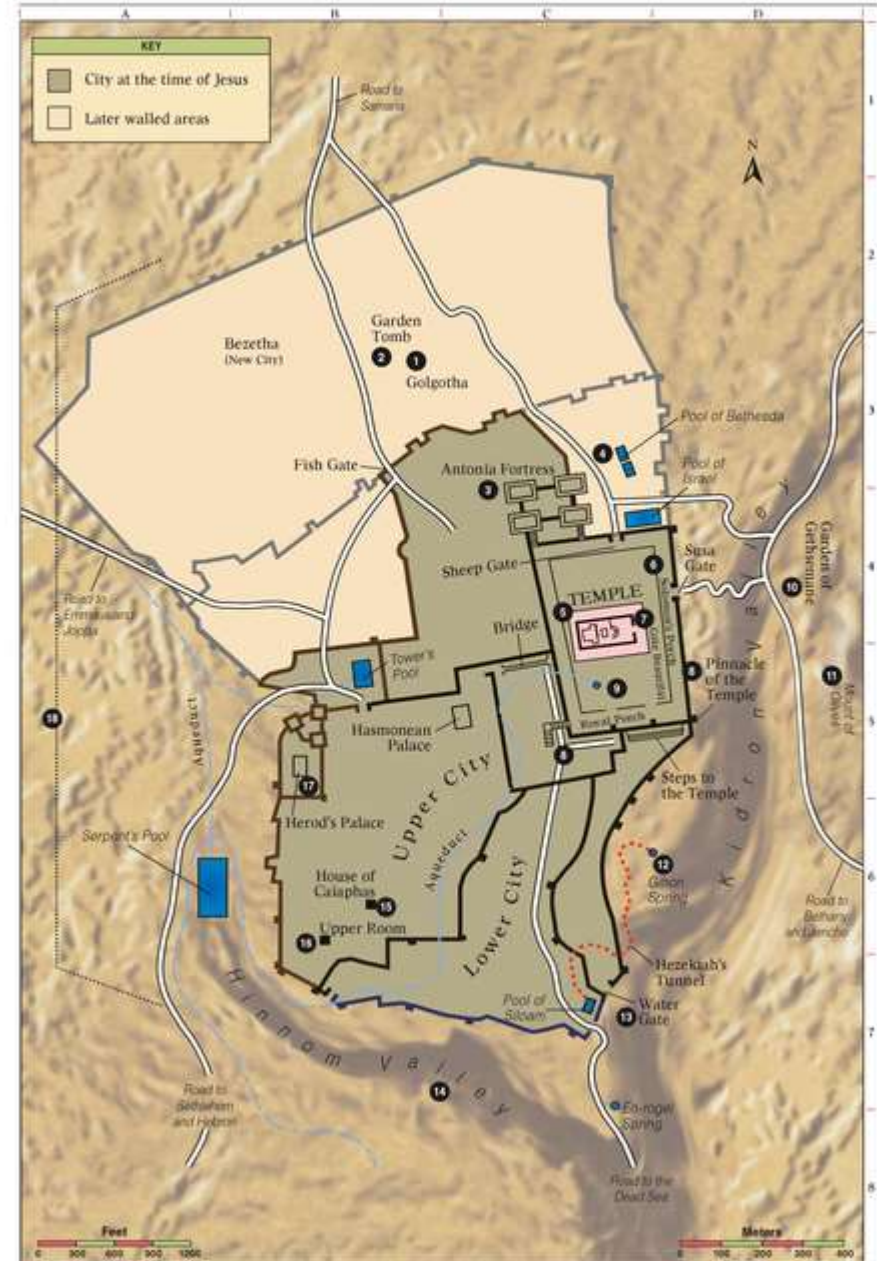 A B C D
KEY
City at the time of Jesus
Later walled areas
Road to
Samaria
N
1
2
3
4
5
6
7
8
Garden
Tomb
2
1
Golgotha
Bezetha
(New City)
Pool of Bethesda
4
Fish Gate
Antonia Fortress
3
Pool of
Israel
Sheep Gate
Susa
Gate
6
TEMPLE
5
7
Solomon's Porch
Gate Beautiful
Garden of
Gethsemane
10
Road to
Emmaus and
Joppa
Bridge
Tower's
Pool
Pinnacle
of the
Temple
11
Mount of
Olives
9
Royal Porch
18
Aqueduct
Hasmonean
Palace
8
Steps to
the Temple
17
Herod's Palace
Upper City
Aqueduct
Kidron Valley
Serpent's Pool
House of
Caiaphas
15
12
Gihon
Spring
16
Upper Room
Lower City
Road to
Bethany
and Jericho
Hezekiah's
Tunnel
Pool of
Siloam
Water
Gate
13
Hinnom Valley
14
Road to
Bethlehem
and Hebron
En-rogel
Spring
Road to the
Dead Sea
Feet
0 300 600 900 1200
Meters
0 100 200 300 400